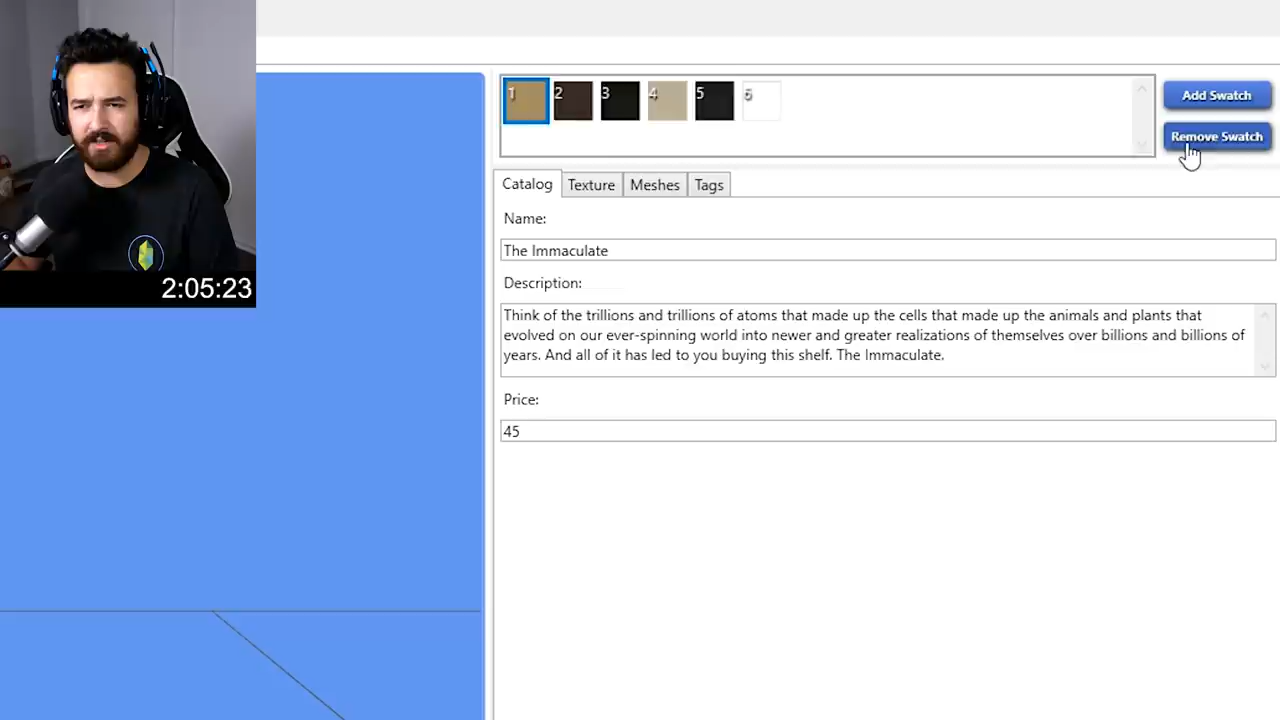 1 2 3 4 5 6
Add Swatch
Remove Swatch
Catalog Texture Meshes Tags
Name:
The Immaculate
Description:
Think of the trillions and trillions of atoms that made up the cells that made up the animals and plants that
evolved on our ever-spinning world into newer and greater realizations of themselves over billions and billions of
years. And all of it has led to you buying this shelf. The Immaculate.
Price:
45
2:05:23